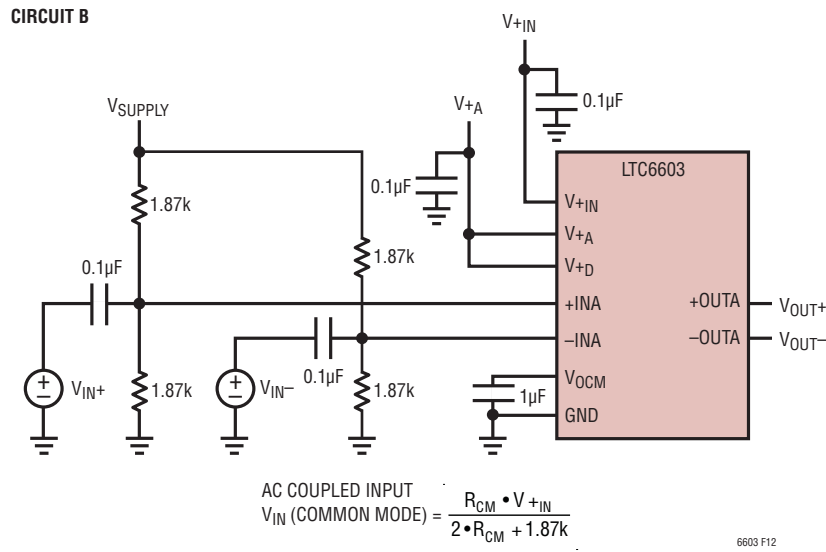 CIRCUIT B
V+IN
0.1µF
V+A
VSUPPLY
0.1µF
LTC6603
1.87k
V+IN
V+A
1.87k
V+D
0.1µF
+INA
+OUTA
VOUT+
–INA
–OUTA
VOUT–
VIN+
1.87k
VIN–
0.1µF
1.87k
VOCM
1µF
GND
AC COUPLED INPUT
VIN (COMMON MODE) = RCM • V +IN
2•RCM +1.87k
6603 F12